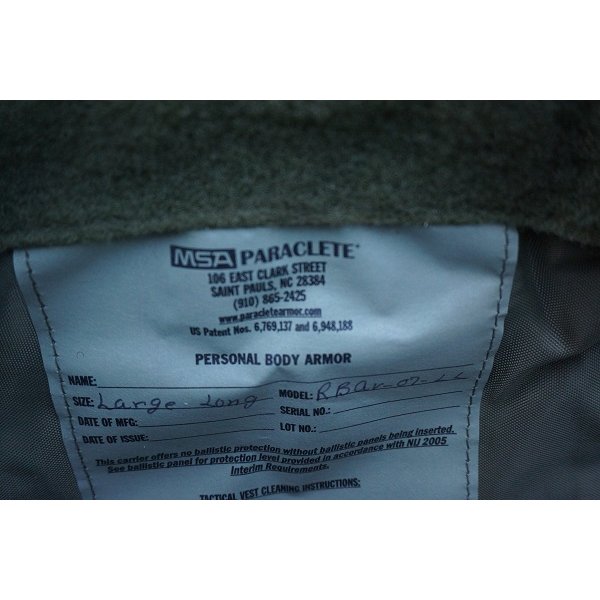 MSA PARACLETE
106 EAST CLARK STREET
SAINT PAULS, NC 28384
(910) 865-2425
www.paracletearmor.com
US Patent Nos. 6,769,137 and 6,948,188
PERSONAL BODY ARMOR
NAME:
SIZE: Large Long MODEL: RBAV-02-LL
DATE OF MFG: SERIAL NO.:
DATE OF ISSUE: LOT NO.:
This carrier offers no ballistic protection without ballistic panels being inserted.
See ballistic panel for protection level provided in accordance with NIJ 2005
Interim Requirements.
TACTICAL VEST CLEANING INSTRUCTIONS: